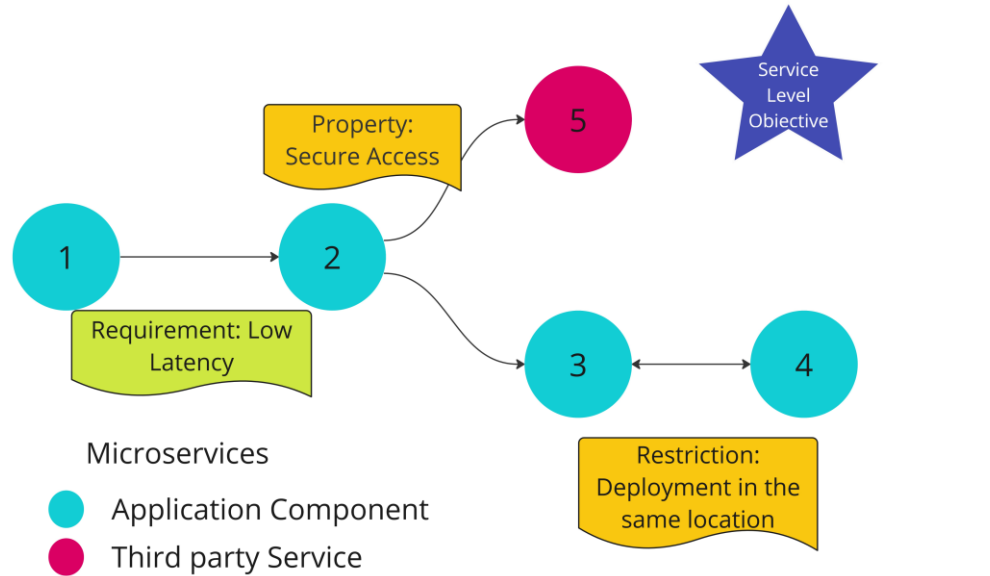 Service
Level
Objective
5
Property:
Secure Access
1
2
Requirement: Low
Latency
3
4
Restriction:
Deployment in the
same location
Microservices
Application Component
Third party Service